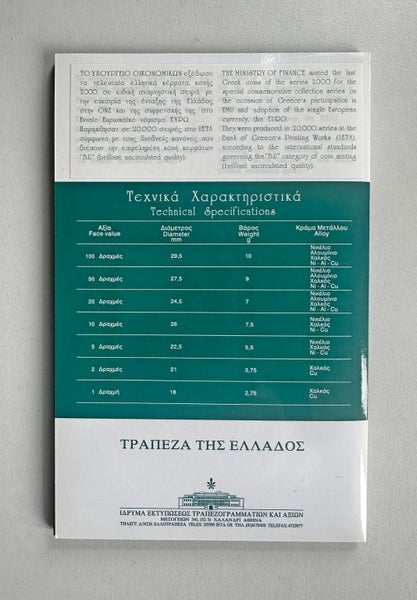 ΤΟ ΥΠΟΥΡΓΕΙΟ ΟΙΚΟΝΟΜΙΚΩΝ εξέδωσε
τα τελευταία ελληνικά κέρματα, κοπής
2000, σε ειδική αναμνηστική σειρά, με
την ευκαιρία της ένταξης της Ελλάδας
στην ΟΝΕ και της συμμετοχής της στο
Ενιαίο Ευρωπαϊκό νόμισμα ΕΥΡΩ.
Παρήχθησαν σε 20.000 σειρές στο ΙΕΤΑ
σύμφωνα με τους διεθνείς κανόνες που
διέπουν την επιμελημένη κοπή κερμάτων
"B.U." (brilliant, uncirculated quality).
THE MINISTRY OF FINANCE minted the last
Greek coins of the series 2000 for the
special commemorative collection series on
the occasion of Greece's participation in
EMU and adoption of the single European
currency, the EURO.
They were produced in 20.000 series at the
Bank of Greece's Printing Works (IETA),
according to the international standards
governing the "B.U." category of coin minting
(brilliant, uncirculated quality).
Τεχνικά Χαρακτηριστικά
Technical Specifications
Αξία Διάμετρος Βάρος Κράμα Μετάλλου
Face value Diameter Weight Alloy
mm g
100 Δραχμές 29,5 10 Νικέλιο
Αλουμίνιο
Χαλκός
Ni - Al - Cu
50 Δραχμές 27,5 9 Νικέλιο
Αλουμίνιο
Χαλκός
Ni - Al - Cu
20 Δραχμές 24,5 7 Νικέλιο
Αλουμίνιο
Χαλκός
Ni - Al - Cu
10 Δραχμές 26 7,5 Νικέλιο
Χαλκός
Ni - Cu
5 Δραχμές 22,5 5,5 Νικέλιο
Χαλκός
Ni - Cu
2 Δραχμές 21 3,75 Χαλκός
Cu
1 Δραχμή 18 2,75 Χαλκός
Cu
ΤΡΑΠΕΖΑ ΤΗΣ ΕΛΛΑΔΟΣ
ΙΔΡΥΜΑ ΕΚΤΥΠΩΣΕΩΣ ΤΡΑΠΕΖΟΓΡΑΜΜΑΤΙΩΝ ΚΑΙ ΑΞΙΩΝ
ΜΕΣΟΓΕΙΩΝ 341, 152 31 ΧΑΛΑΝΔΡΙ ΑΘΗΝΑ